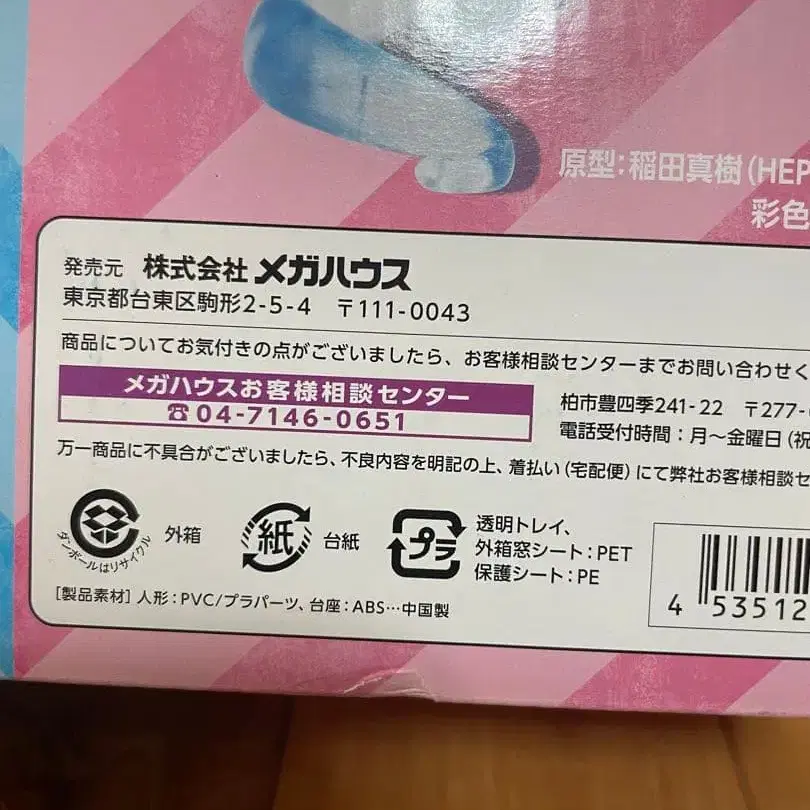 原型:稲田真樹(HEP
彩色
発売元 株式会社メガハウス
東京都台東区駒形2-5-4 〒111-0043
商品についてお気付きの点がございましたら、お客様相談センターまでお問い合わせく
メガハウスお客様相談センター
☎04-7146-0651
柏市豊四季241-22 〒277-
電話受付時間:月〜金曜日(祝
万一商品に不具合がございましたら、不良内容を明記の上、着払い(宅配便)にて弊社お客様相談セ
ダンボールはリサイクル
外箱
紙
台紙
プラ
透明トレイ、
外箱窓シート:PET
保護シート:PE
[製品素材]人形:PVC/プラパーツ、台座:ABS…中国製
4 53512